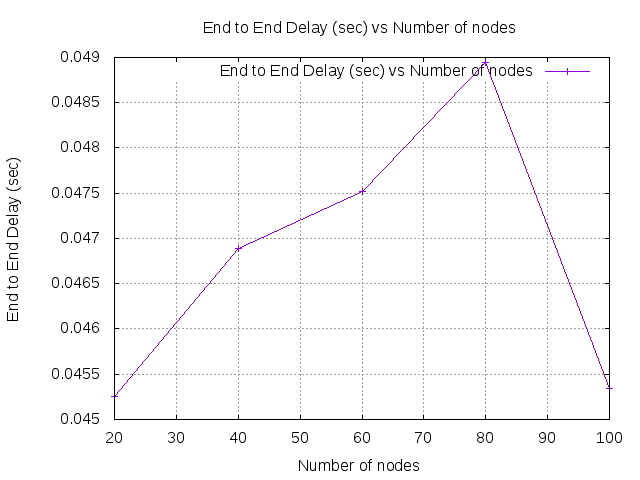 End to End Delay (sec) vs Number of nodes
End to End Delay (sec) vs Number of nodes
0.049
0.0485
0.048
0.0475
0.047
0.0465
0.046
0.0455
0.045
End to End Delay (sec)
20 30 40 50 60 70 80 90 100
Number of nodes